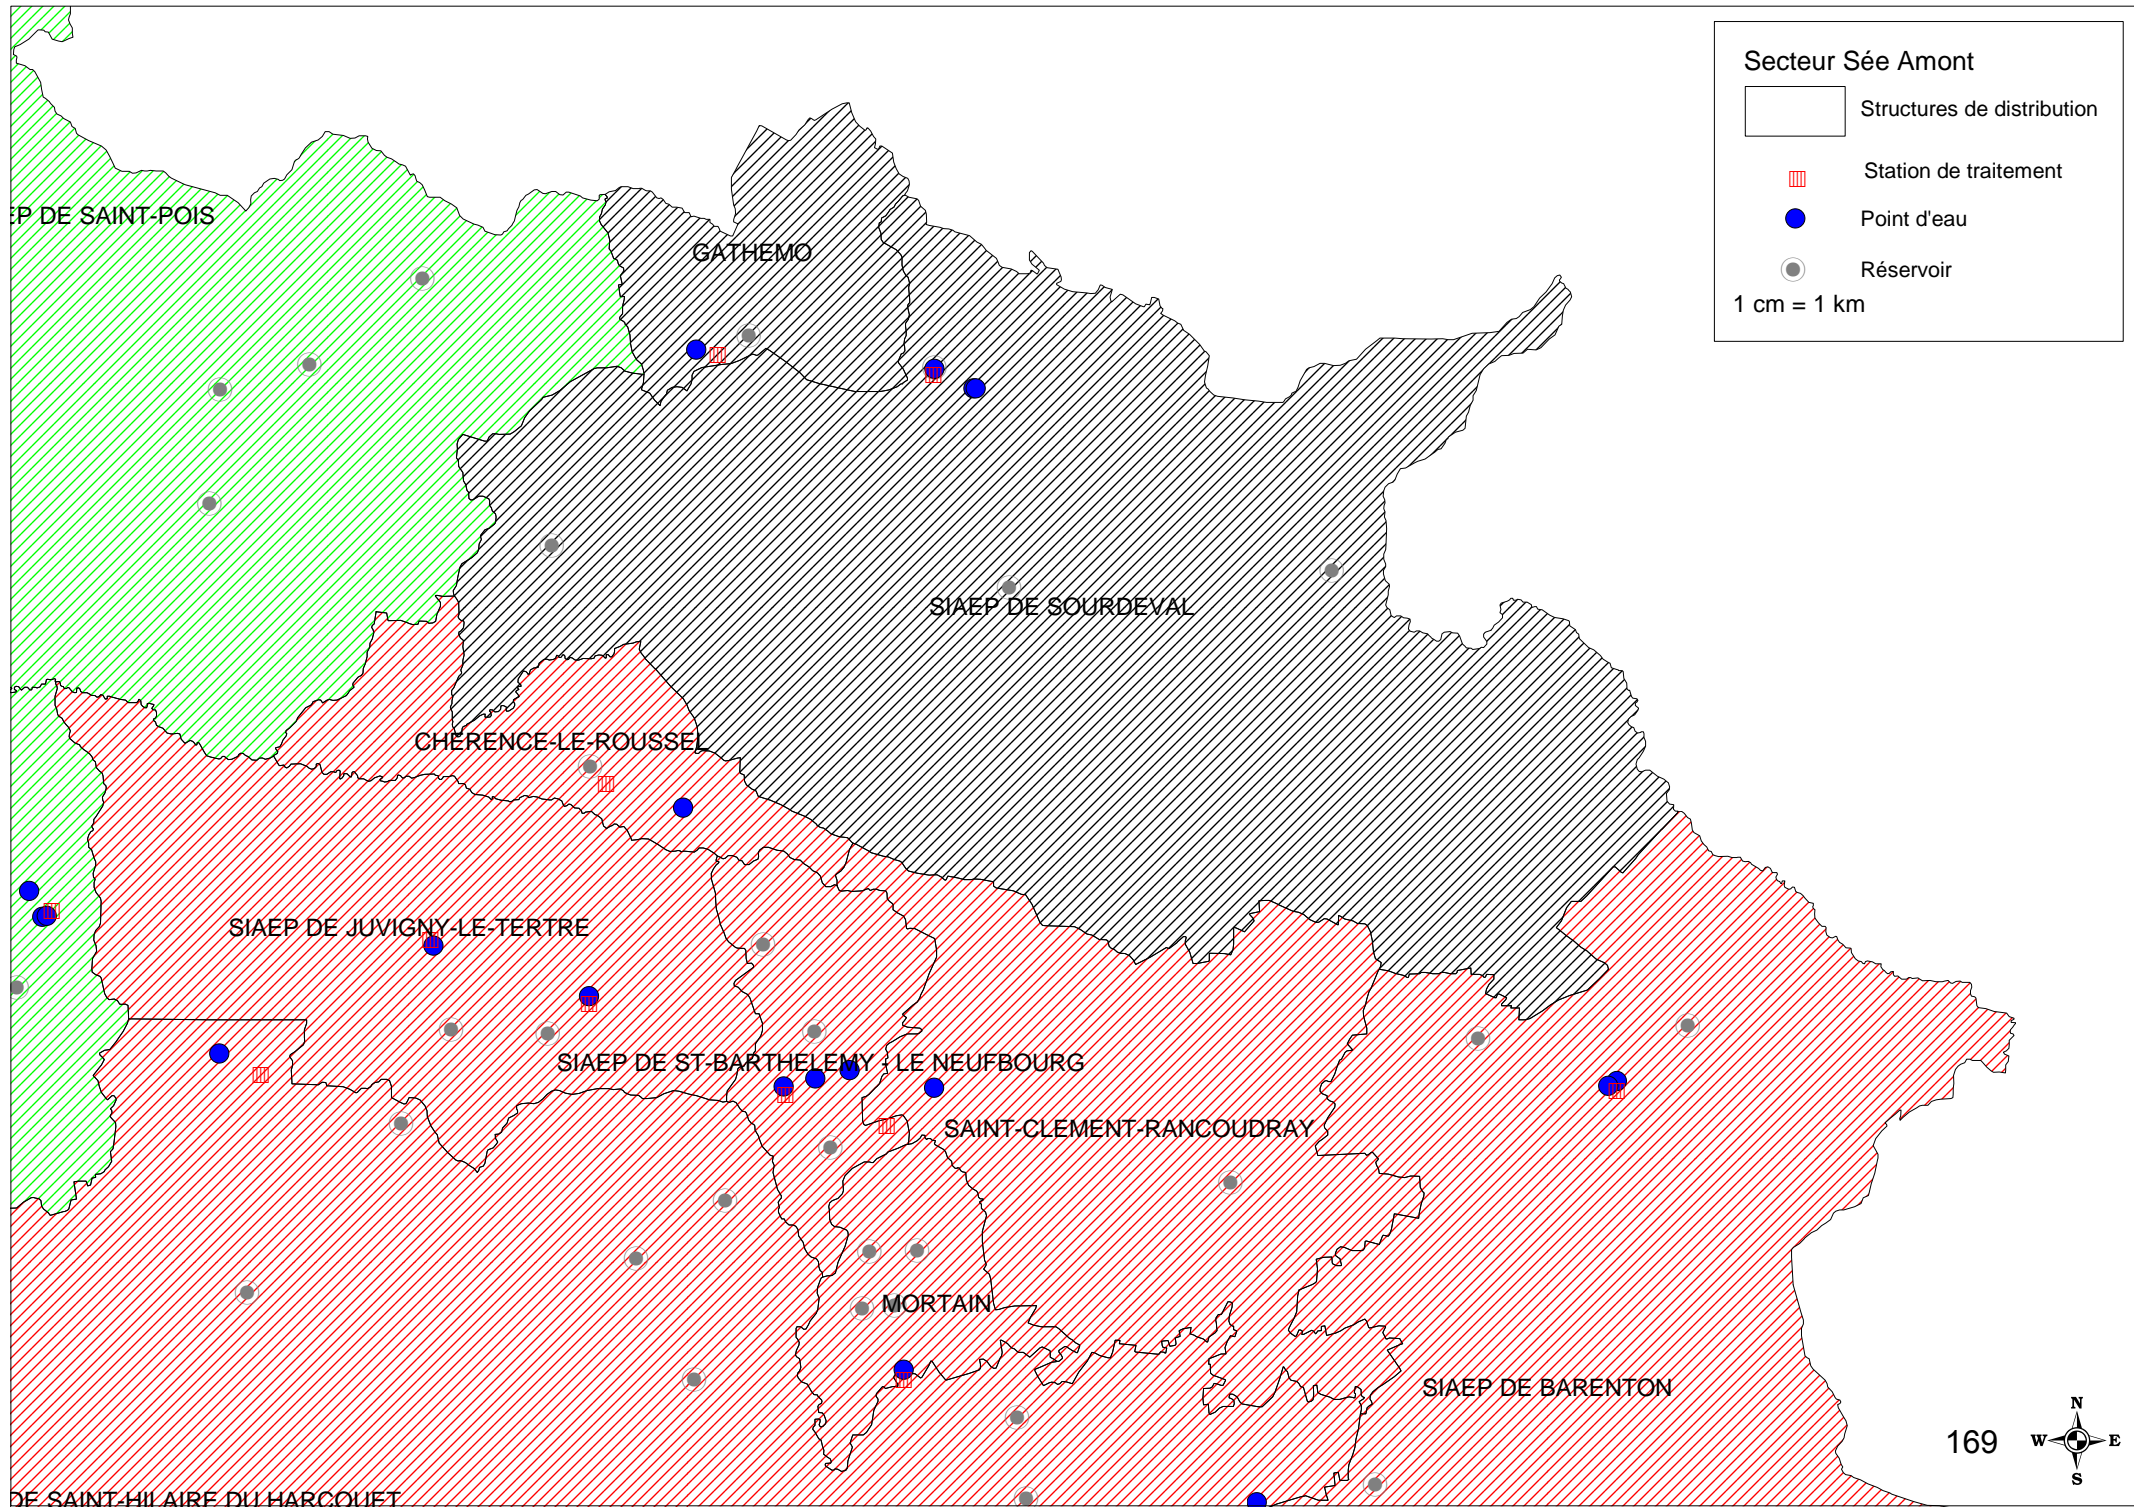 Secteur Sée Amont
Structures de distribution
Station de traitement
Point d'eau
Réservoir
1 cm = 1 km
EP DE SAINT-POIS
GATHEMO
SIAEP DE SOURDEVAL
CHERENCE-LE-ROUSSEL
SIAEP DE JUVIGNY-LE-TERTRE
SIAEP DE ST-BARTHELEMY - LE NEUFBOURG
SAINT-CLEMENT-RANCOUDRAY
MORTAIN
SIAEP DE BARENTON
DE SAINT-HILAIRE DU HARCOUET
169
N
W E
S